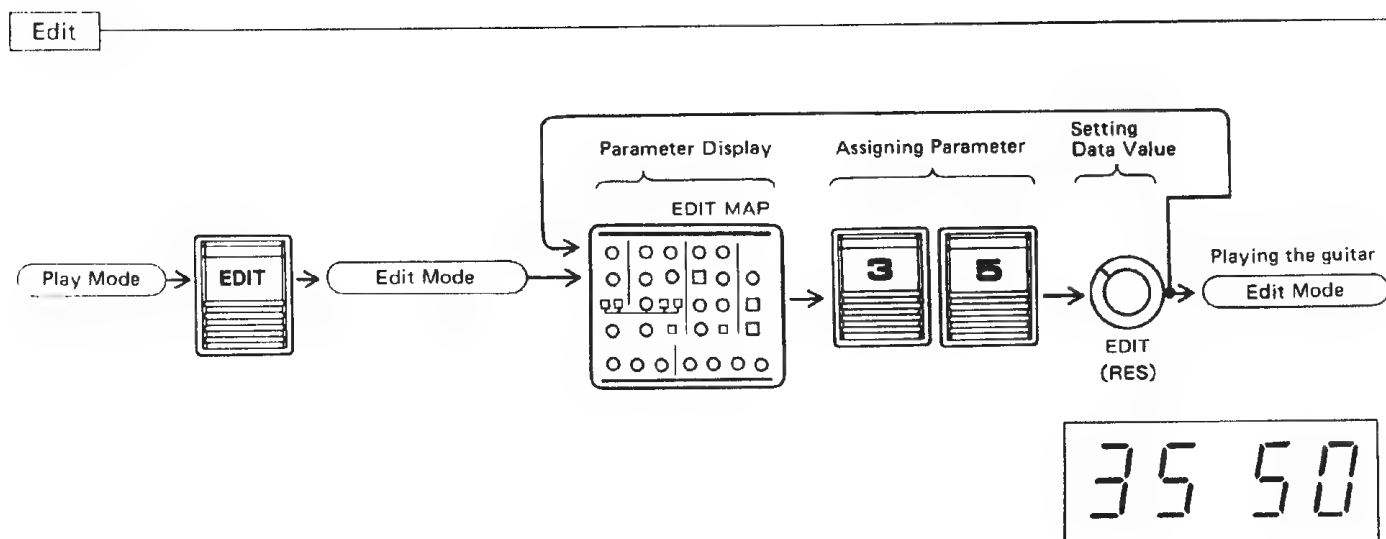 Edit
Setting
Parameter Display
Assigning Parameter
Data Value
EDIT MAP
Playing the guitar
Play Mode
EDIT
Edit Mode
3
5
Edit Mode
EDIT
(RES)
35 50